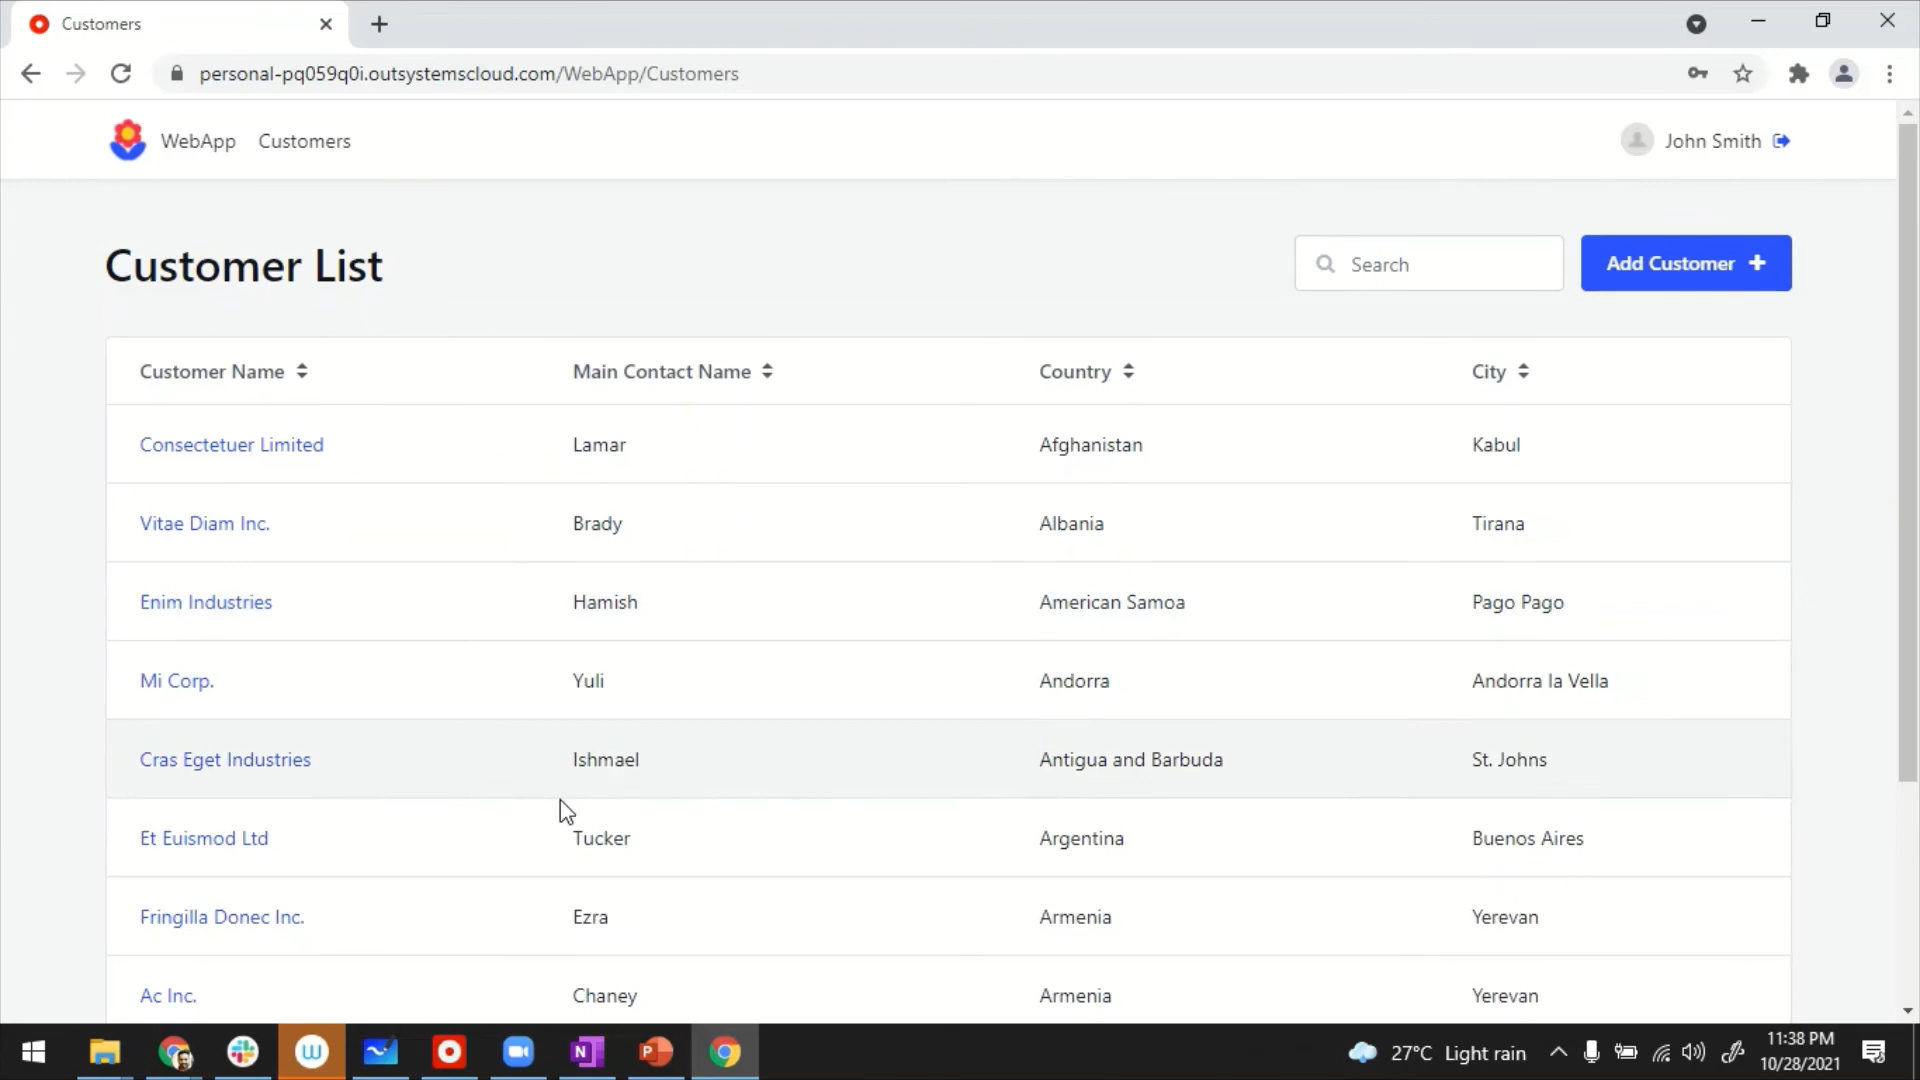 Customers
personal-pq059q0i.outsystemscloud.com/WebApp/Customers
WebApp Customers John Smith
Customer List Search Add Customer +
Customer Name Main Contact Name Country City
Consectetuer Limited Lamar Afghanistan Kabul
Vitae Diam Inc. Brady Albania Tirana
Enim Industries Hamish American Samoa Pago Pago
Mi Corp. Yuli Andorra Andorra la Vella
Cras Eget Industries Ishmael Antigua and Barbuda St. Johns
Et Euismod Ltd Tucker Argentina Buenos Aires
Fringilla Donec Inc. Ezra Armenia Yerevan
Ac Inc. Chaney Armenia Yerevan
27°C Light rain 11:38 PM
10/28/2021